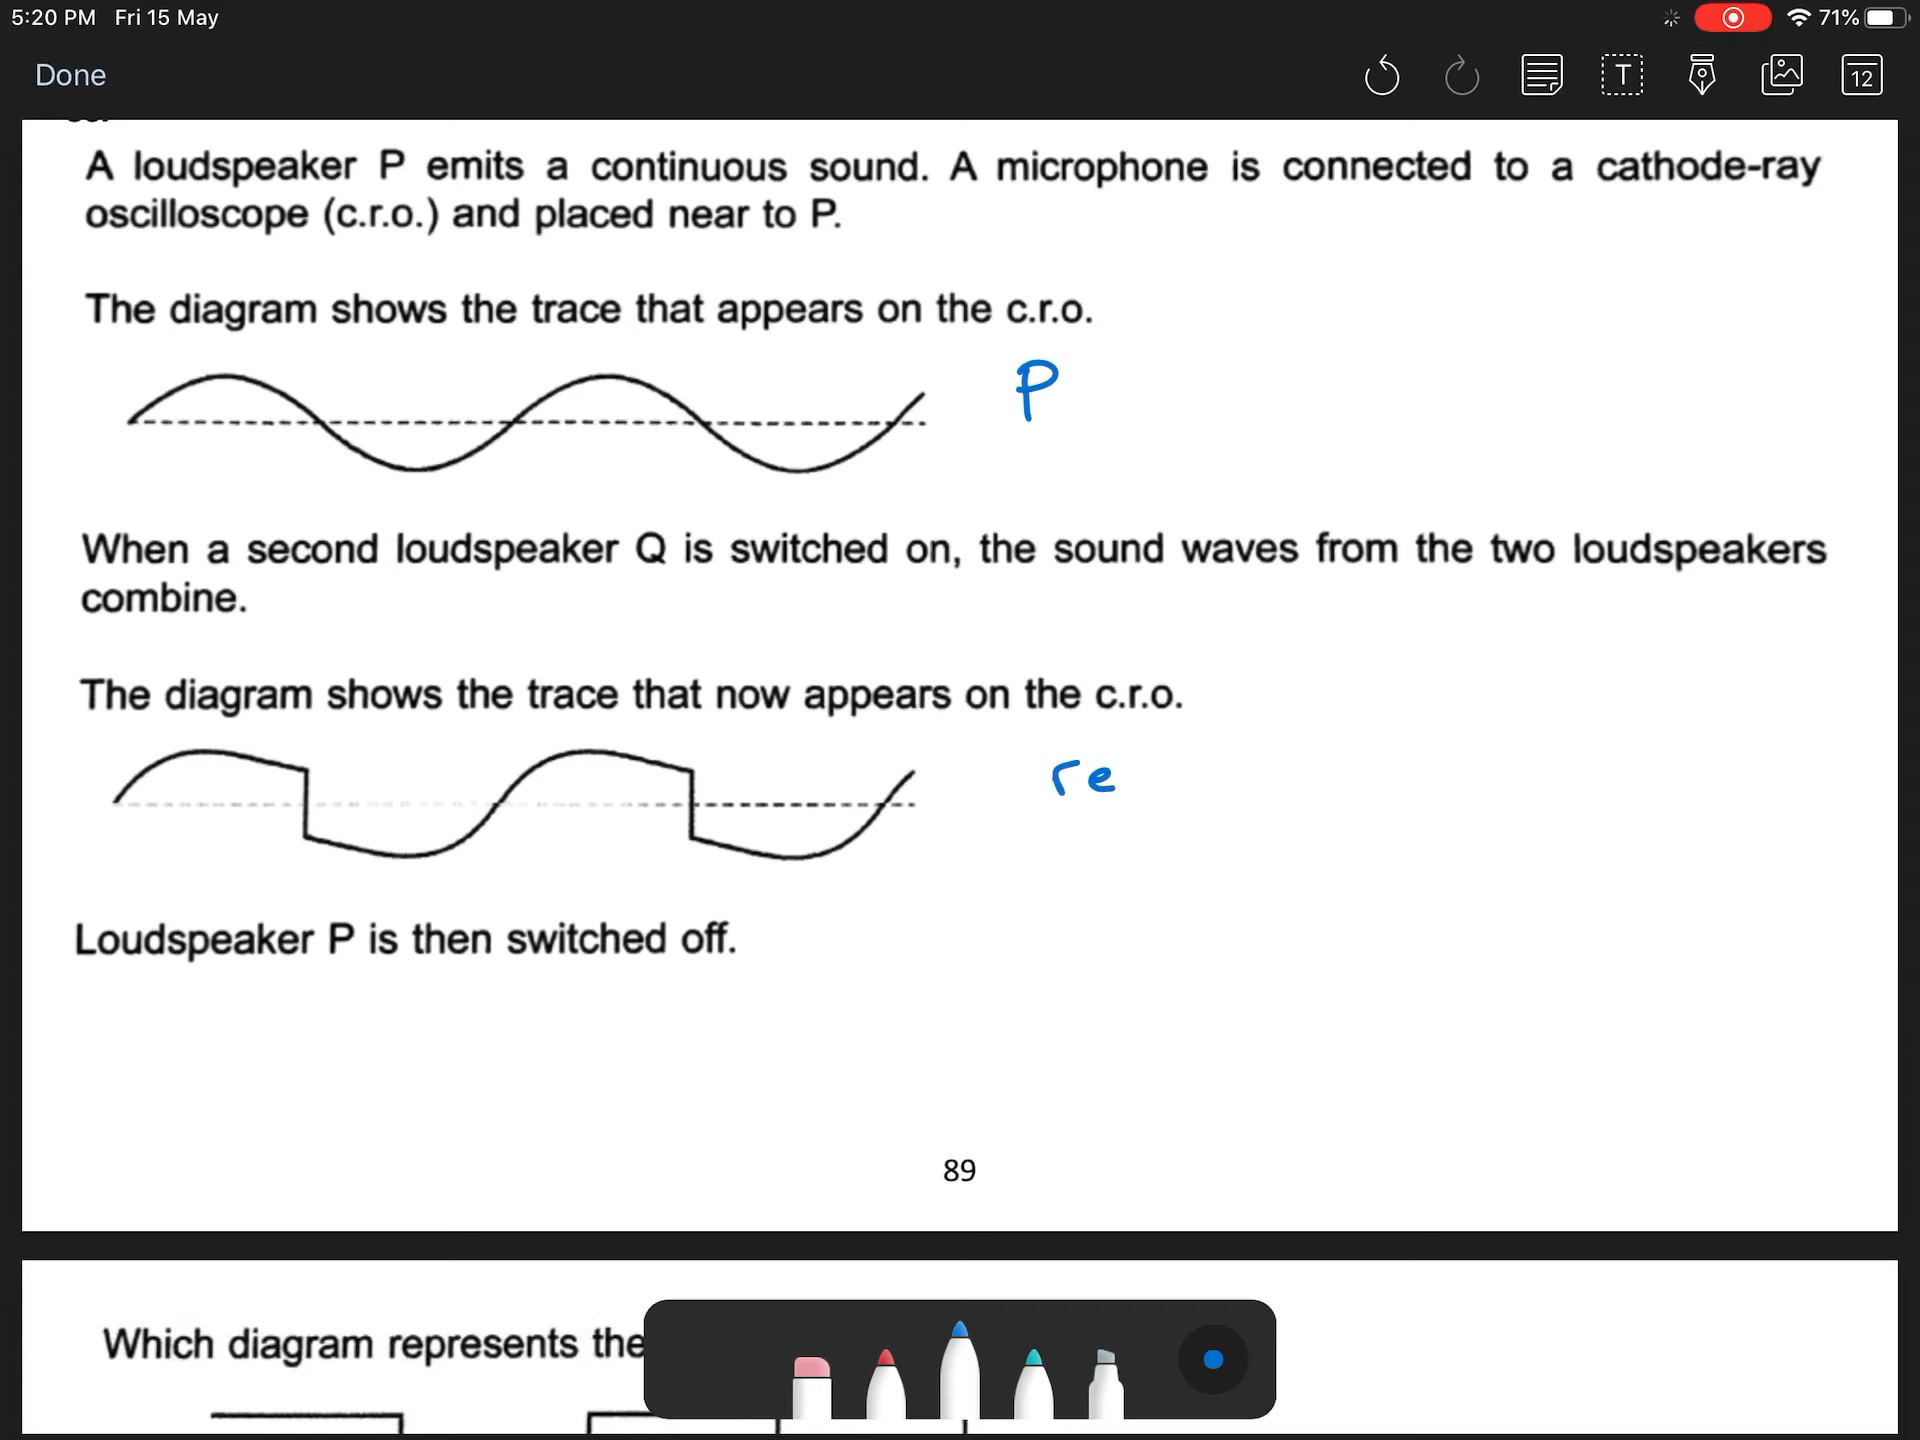 5:20 PM Fri 15 May
71%
Done
T
12
A loudspeaker P emits a continuous sound. A microphone is connected to a cathode-ray
oscilloscope (c.r.o.) and placed near to P.
The diagram shows the trace that appears on the c.r.o.
P
When a second loudspeaker Q is switched on, the sound waves from the two loudspeakers
combine.
The diagram shows the trace that now appears on the c.r.o.
re
Loudspeaker P is then switched off.
89
Which diagram represents the